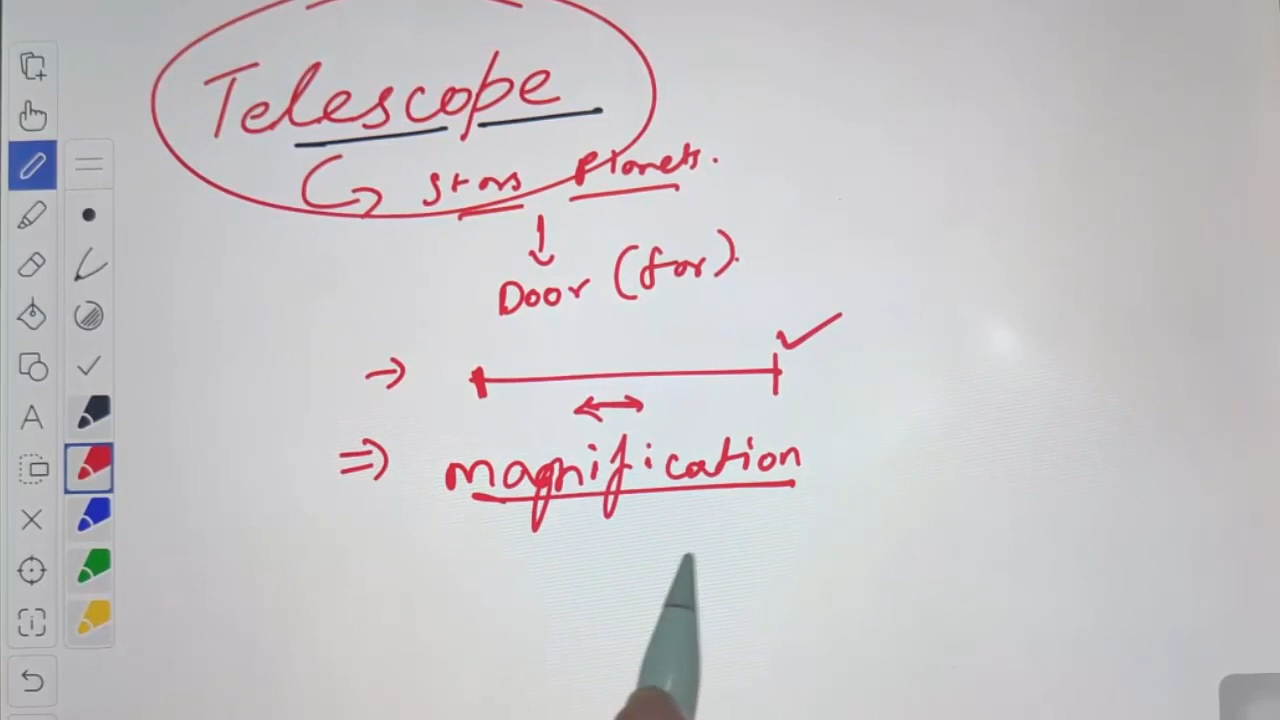 Telescope
Stars Planets.
Door (far).
magnification
A